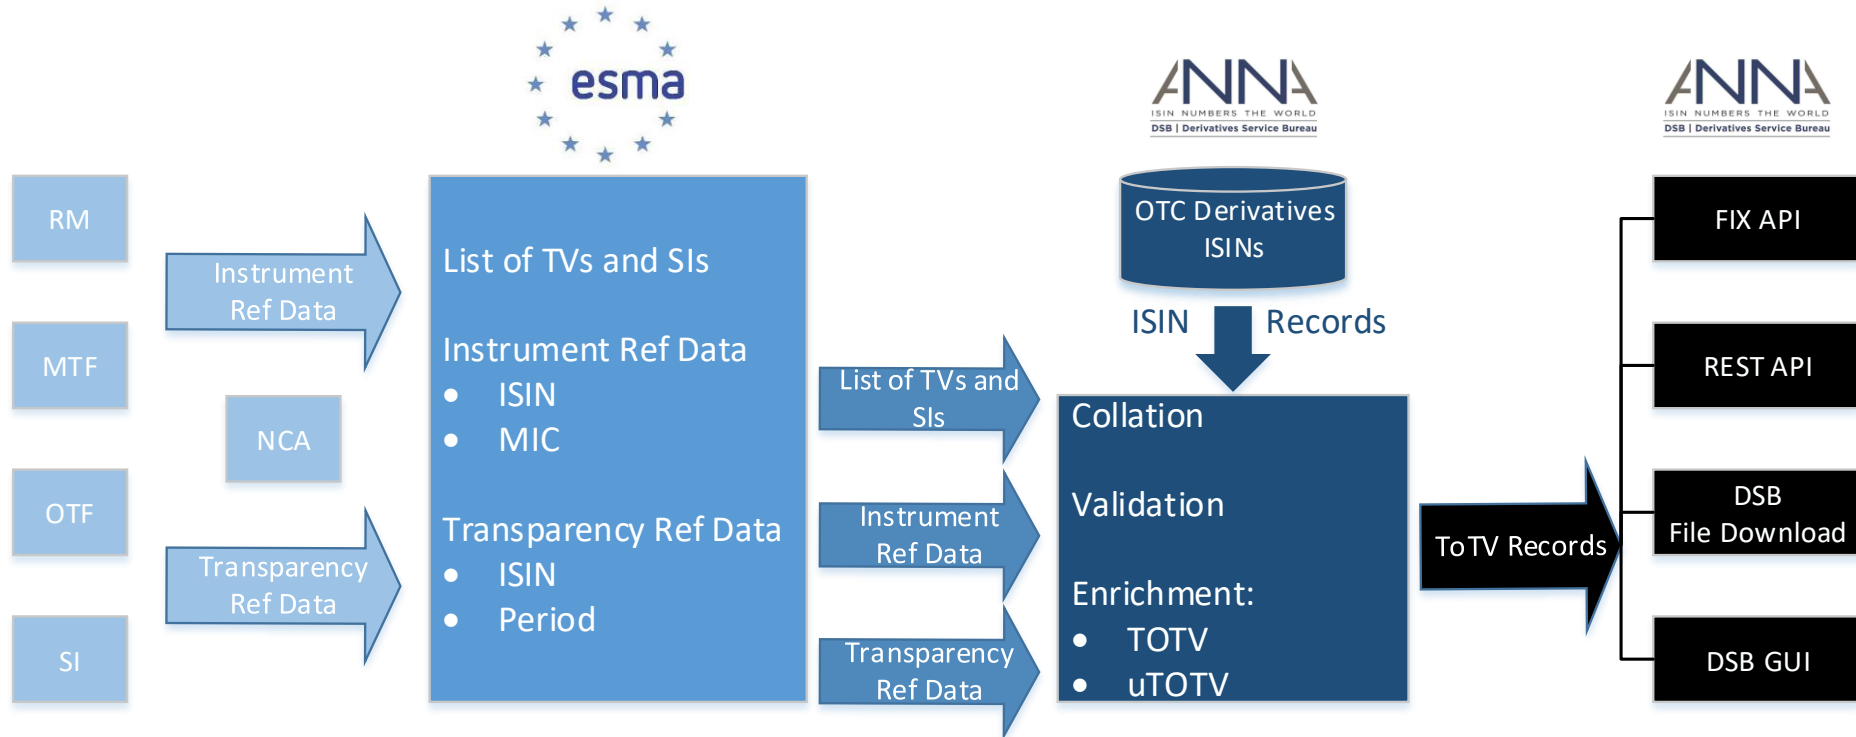 esma
ANNA
ISIN NUMBERS THE WORLD
DSB | Derivatives Service Bureau
ANNA
ISIN NUMBERS THE WORLD
DSB | Derivatives Service Bureau
RM
MTF
OTF
SI
NCA
Instrument
Ref Data
Transparency
Ref Data
List of TVs and SIs
Instrument Ref Data
• ISIN
• MIC
Transparency Ref Data
• ISIN
• Period
List of TVs and
SIs
Instrument
Ref Data
Transparency
Ref Data
OTC Derivatives
ISINs
ISIN Records
Collation
Validation
Enrichment:
• TOTV
• uTOTV
ToTV Records
FIX API
REST API
DSB
File Download
DSB GUI